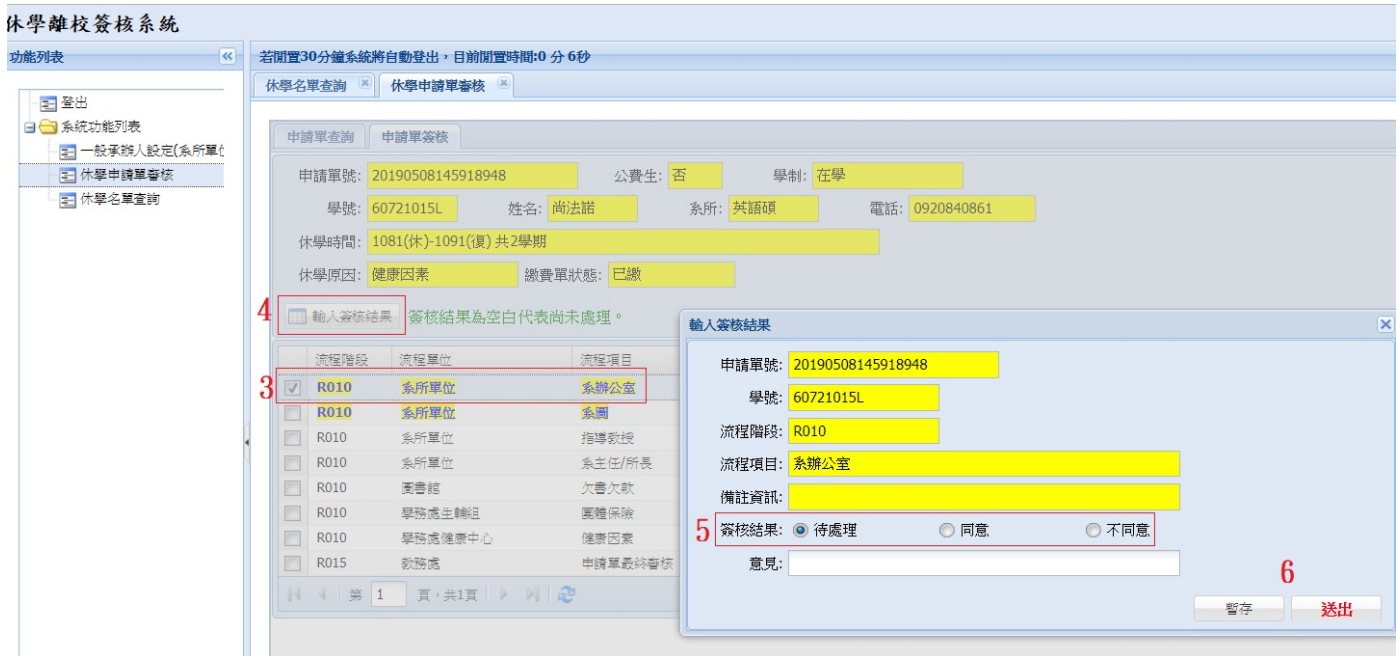 休學離校簽核系統
功能列表
若閒置30分鐘系統將自動登出，目前閒置時間:0 分 6秒
登出
系統功能列表
一般承辦人設定(系所單位
休學申請單審核
休學名單查詢
休學名單查詢 休學申請單審核
申請單查詢 申請單簽核
申請單號: 20190508145918948 公費生: 否 學制: 在學
學號: 60721015L 姓名: 尚法諾 系所: 英語碩 電話: 0920840861
休學時間: 1081(休)-1091(復) 共2學期
休學原因: 健康因素 繳費單狀態: 已繳
4 輸入簽核結果 簽核結果為空白代表尚未處理。
流程階段 流程單位 流程項目
3 R010 系所單位 系辦公室
R010 系所單位 系圖
R010 系所單位 指導教授
R010 系所單位 系主任/所長
R010 圖書館 欠書欠款
R010 學務處生輔組 團體保險
R010 學務處健康中心 健康因素
R015 教務處 申請單最終審核
第 1 頁，共1頁
輸入簽核結果
申請單號: 20190508145918948
學號: 60721015L
流程階段: R010
流程項目: 系辦公室
備註資訊:
5 簽核結果: 待處理 同意 不同意
意見:
6
暫存 送出